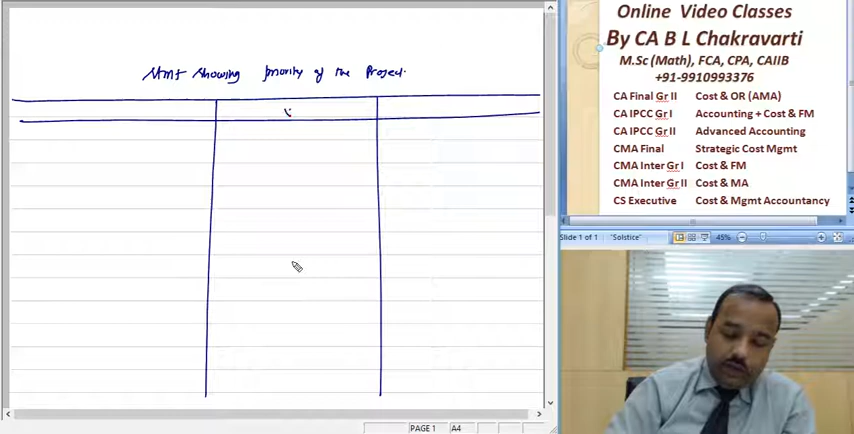 Stmt showing priority of the Project.
Online Video Classes
By CA B L Chakravarti
M.Sc (Math), FCA, CPA, CAIIB
+91-9910993376
CA Final Gr II Cost & OR (AMA)
CA IPCC Gr I Accounting + Cost & FM
CA IPCC Gr II Advanced Accounting
CMA Final Strategic Cost Mgmt
CMA Inter Gr I Cost & FM
CMA Inter Gr II Cost & MA
CS Executive Cost & Mgmt Accountancy
Slide 1 of 1 "Solstice" 45%
PAGE 1 A4